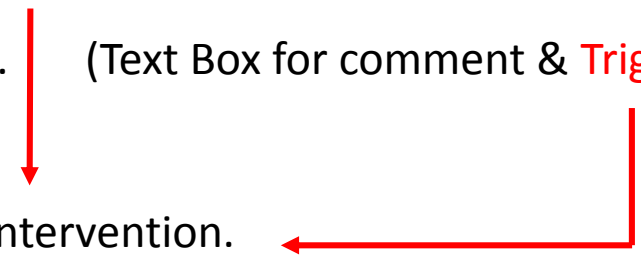 . (Text Box for comment & Trig
ntervention.